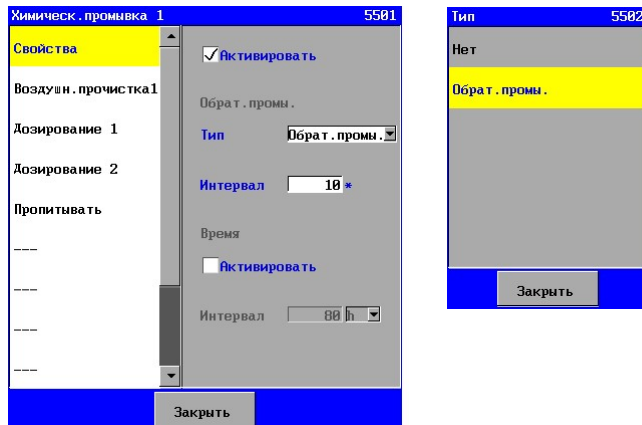 Химическ.промывка 1 5501
Свойства
Воздушн.прочистка1
Дозирование 1
Дозирование 2
Пропитывать
---
---
---
---
Активировать
Обрат.промы.
Тип Обрат.промы.
Интервал 10 *
Время
Активировать
Интервал 80 h
Закрыть
Тип 5502
Нет
Обрат.промы.
Закрыть